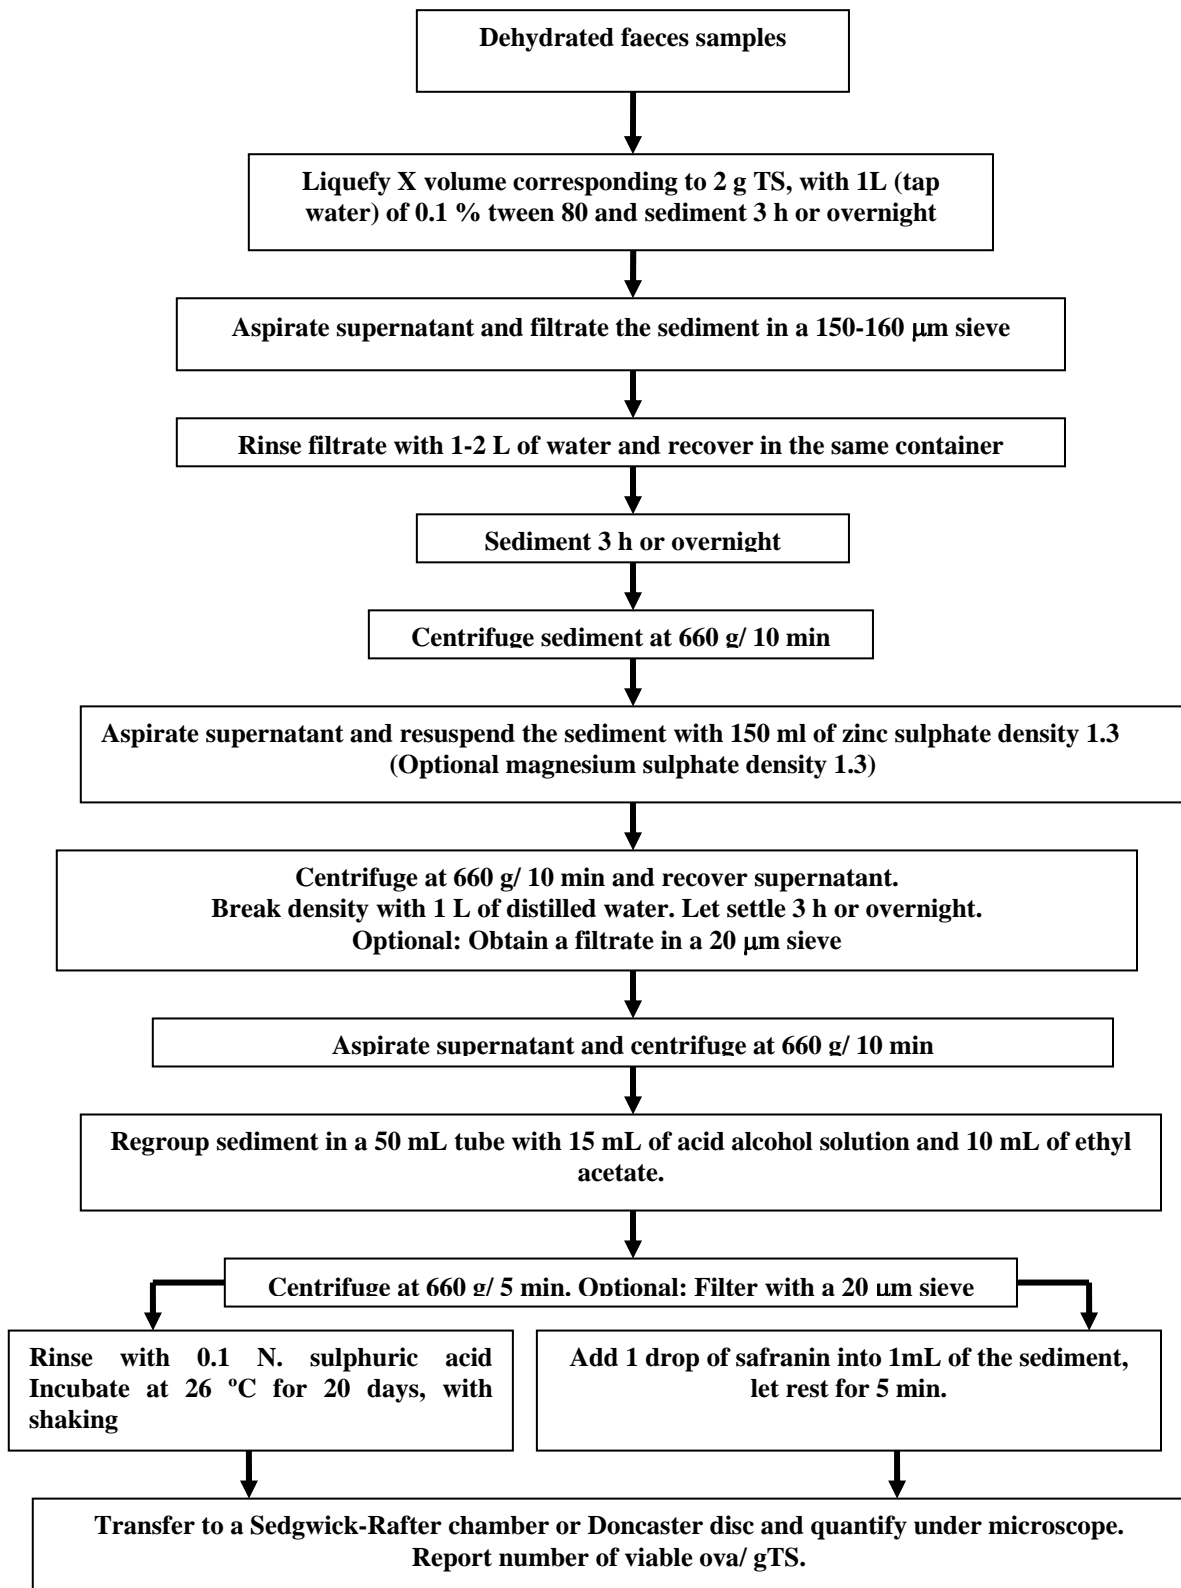 Dehydrated faeces samples
Liquefy X volume corresponding to 2 g TS, with 1L (tap
water) of 0.1 % tween 80 and sediment 3 h or overnight
Aspirate supernatant and filtrate the sediment in a 150-160 μm sieve
Rinse filtrate with 1-2 L of water and recover in the same container
Sediment 3 h or overnight
Centrifuge sediment at 660 g/ 10 min
Aspirate supernatant and resuspend the sediment with 150 ml of zinc sulphate density 1.3
(Optional magnesium sulphate density 1.3)
Centrifuge at 660 g/ 10 min and recover supernatant.
Break density with 1 L of distilled water. Let settle 3 h or overnight.
Optional: Obtain a filtrate in a 20 μm sieve
Aspirate supernatant and centrifuge at 660 g/ 10 min
Regroup sediment in a 50 mL tube with 15 mL of acid alcohol solution and 10 mL of ethyl
acetate.
Centrifuge at 660 g/ 5 min. Optional: Filter with a 20 μm sieve
Rinse with 0.1 N. sulphuric acid
Incubate at 26 ºC for 20 days, with
shaking
Add 1 drop of safranin into 1mL of the sediment,
let rest for 5 min.
Transfer to a Sedgwick-Rafter chamber or Doncaster disc and quantify under microscope.
Report number of viable ova/ gTS.